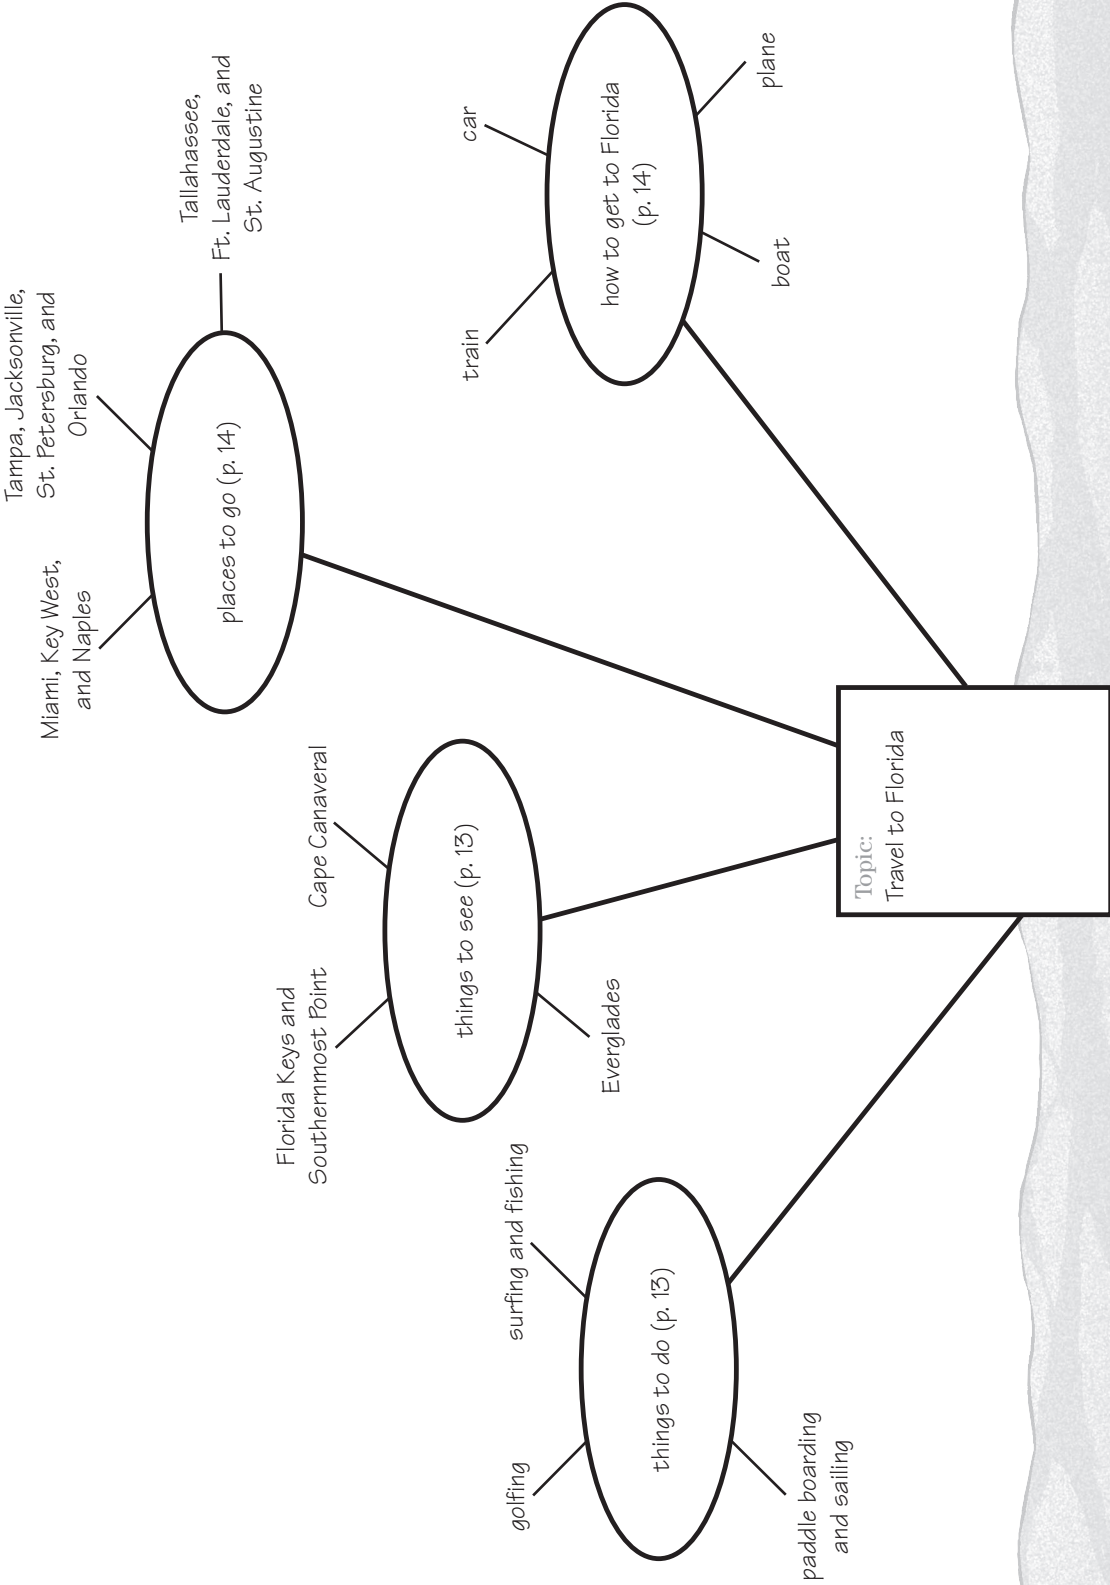 golfing
surfing and fishing
things to do (p. 13)
paddle boarding
and sailing
Florida Keys and
Southernmost Point
Cape Canaveral
things to see (p. 13)
Everglades
Miami, Key West,
and Naples
Tampa, Jacksonville,
St. Petersburg, and
Orlando
Tallahassee,
Ft. Lauderdale, and
St. Augustine
places to go (p. 14)
train
car
how to get to Florida
(p. 14)
boat
plane
Topic:
Travel to Florida